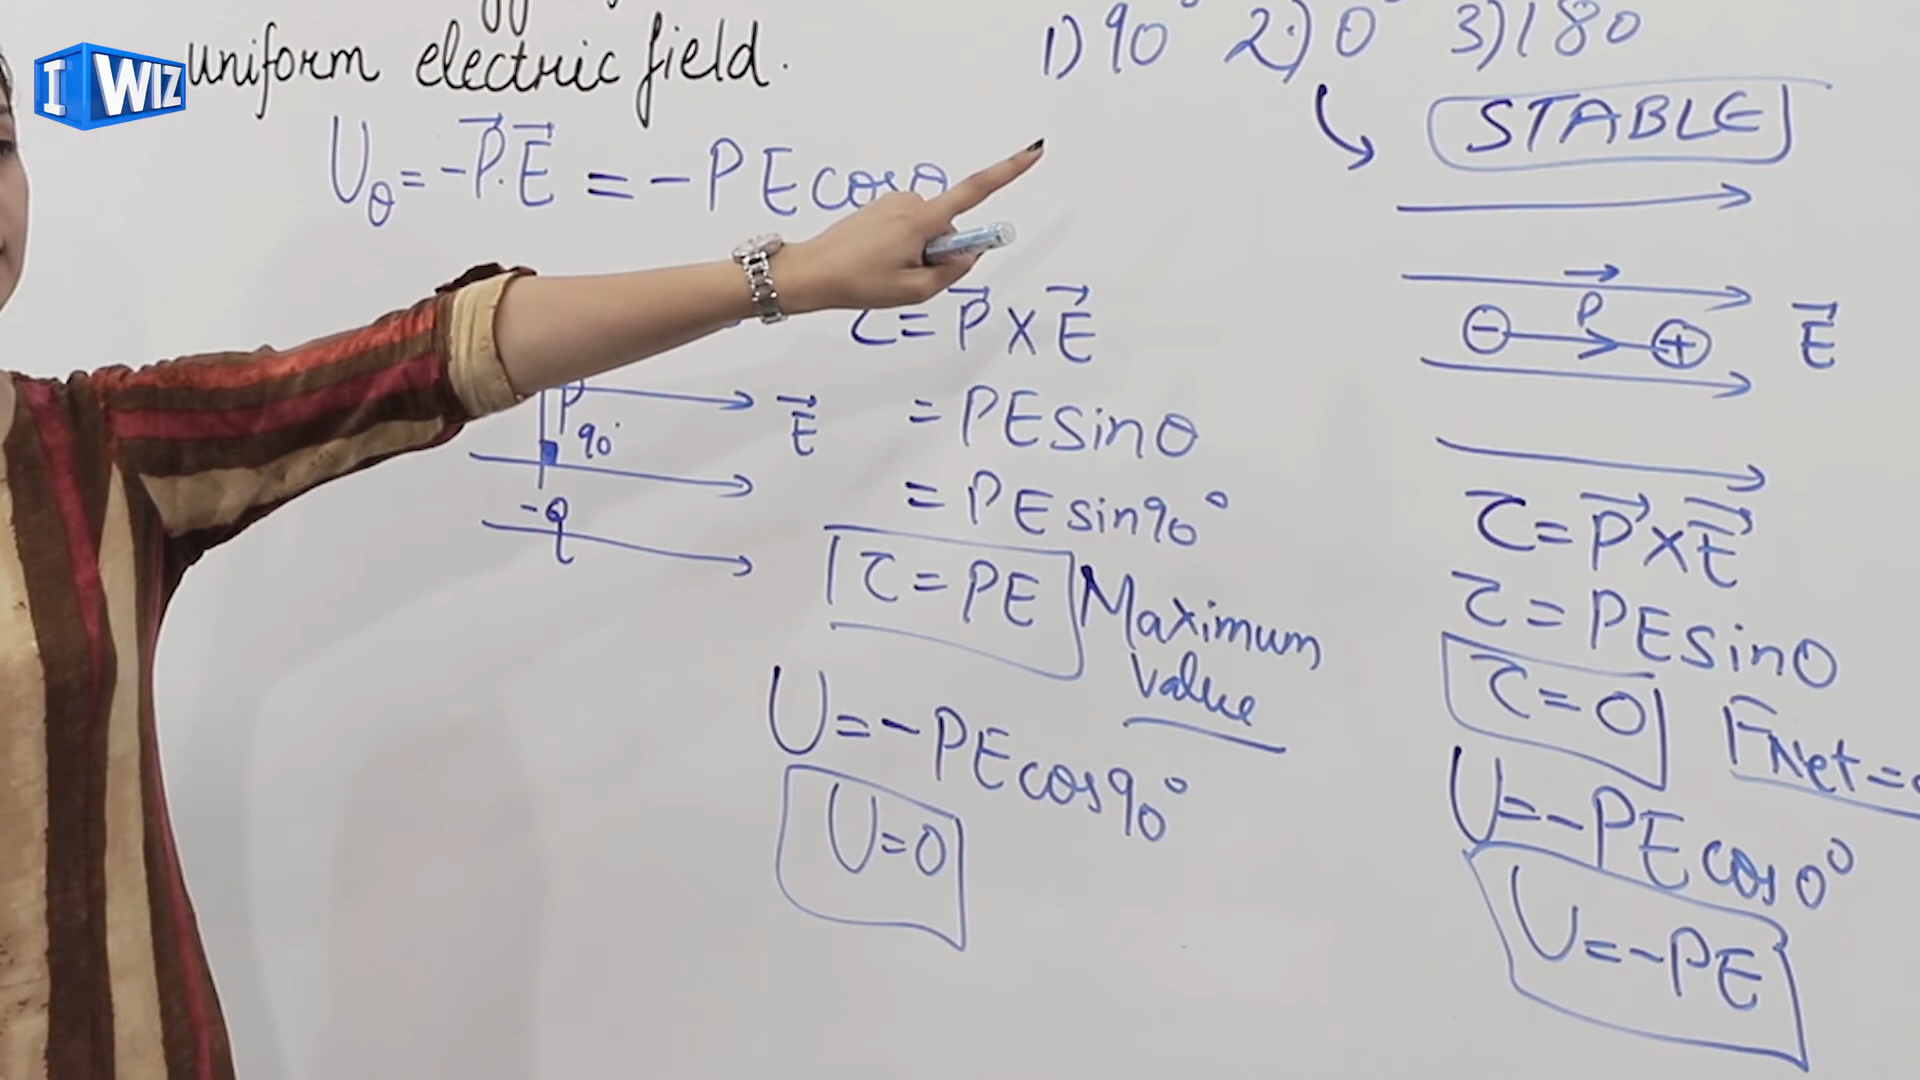 I WIZ
uniform electric field.
U_θ = -P⃗.E⃗ = -PEcosθ
1) 90° 2) 0° 3) 180
STABLE
τ = P⃗ × E⃗
= PEsinθ
= PEsin90°
τ = PE Maximum
Value
U = -PEcos90°
U = 0
P
90°
E⃗
-Q
P⃗
- +
E⃗
τ = P⃗ × E⃗
τ = PEsinθ
τ = 0
FNet =
U = -PEcos0°
U = -PE